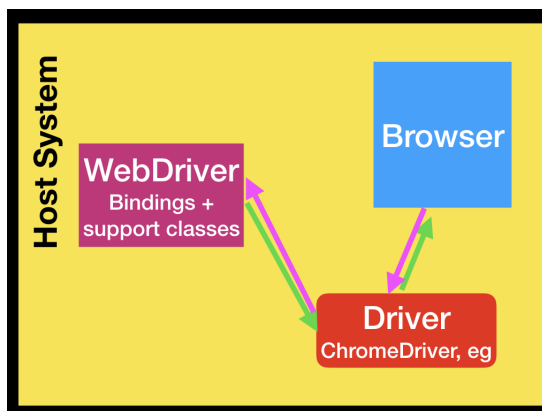 Host System
WebDriver
Bindings +
support classes
Browser
Driver
ChromeDriver, eg